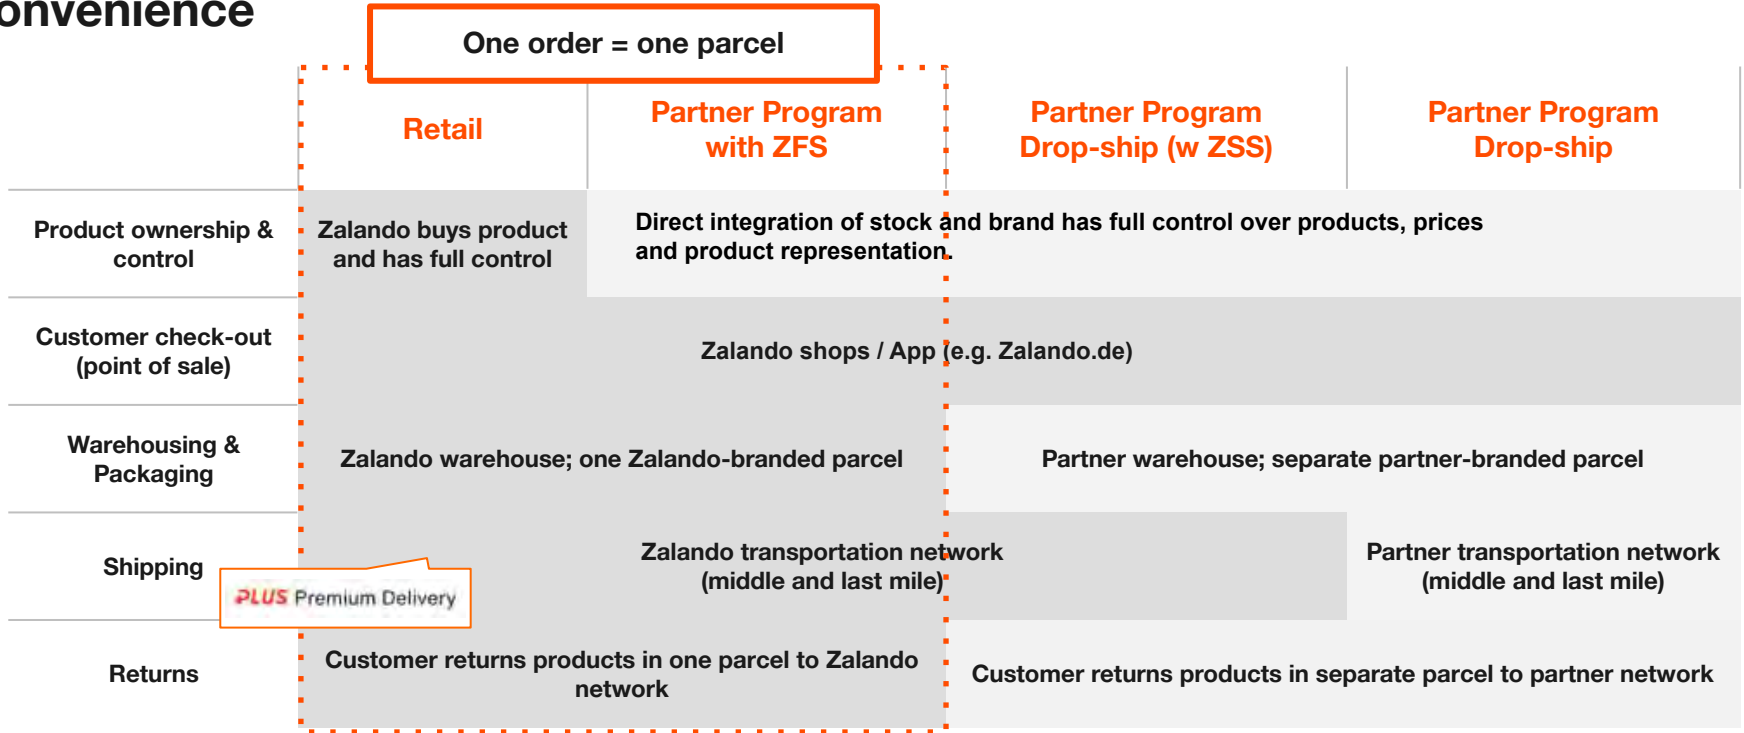 onvenience
One order = one parcel
Retail
Partner Program
with ZFS
Partner Program
Drop-ship (w ZSS)
Partner Program
Drop-ship
Product ownership &
control
Zalando buys product
and has full control
Direct integration of stock and brand has full control over products, prices
and product representation.
Customer check-out
(point of sale)
Zalando shops / App (e.g. Zalando.de)
Warehousing &
Packaging
Zalando warehouse; one Zalando-branded parcel
Partner warehouse; separate partner-branded parcel
Shipping
PLUS Premium Delivery
Zalando transportation network
(middle and last mile)
Partner transportation network
(middle and last mile)
Returns
Customer returns products in one parcel to Zalando
network
Customer returns products in separate parcel to partner network